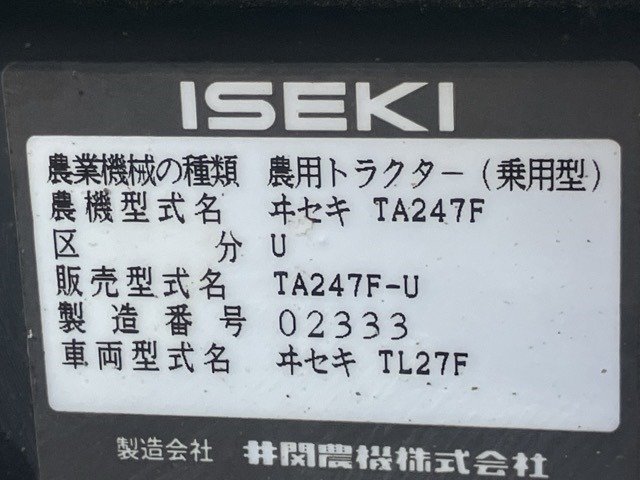 ISEKI
農業機械の種類 農用トラクター(乗用型)
農機型式名 ヰセキ TA247F
区分 U
販売型式名 TA247F-U
製造番号 02333
車両型式名 ヰセキ TL27F
製造会社 井関農機株式会社